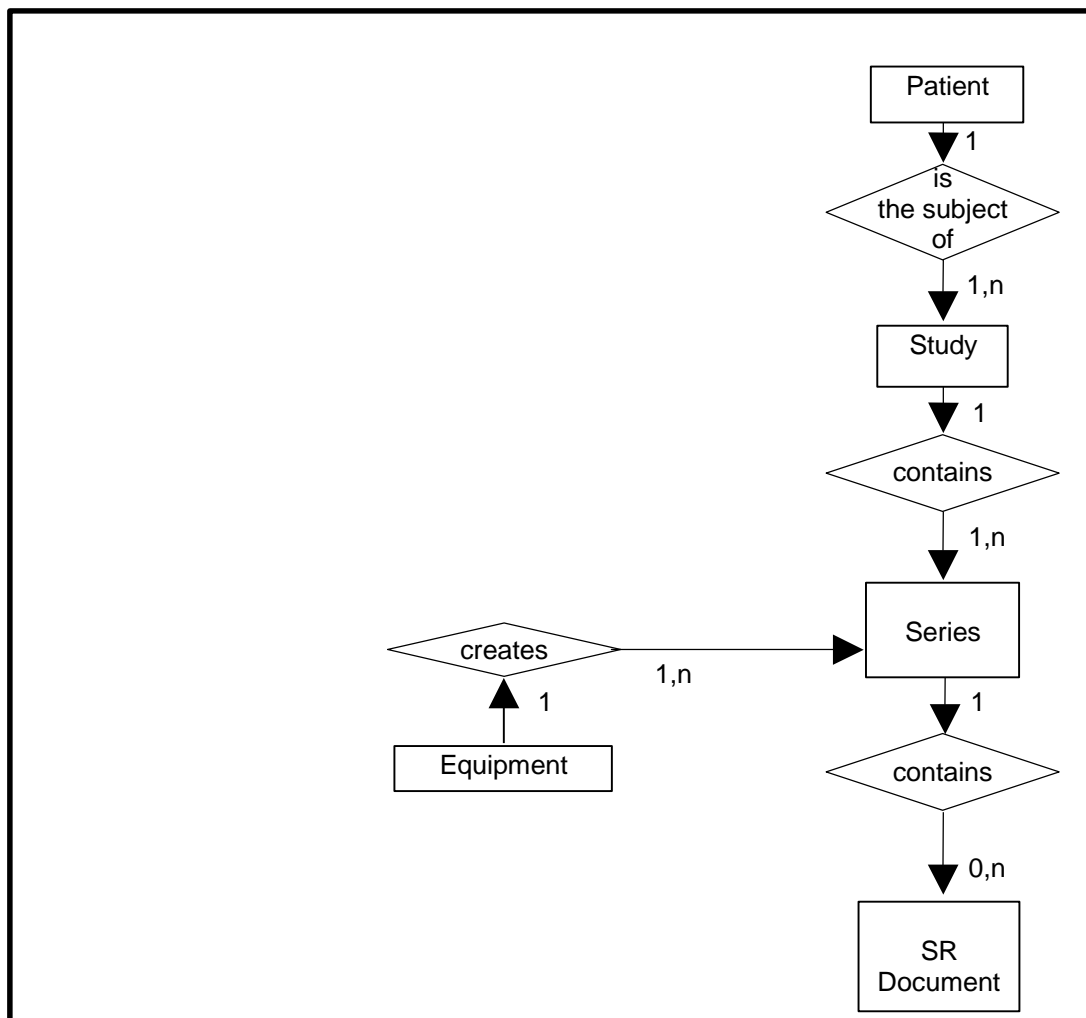 Patient
1
is
the subject
of
1,n
Study
1
contains
1,n
Series
creates
1,n
1
1
Equipment
contains
0,n
SR
Document